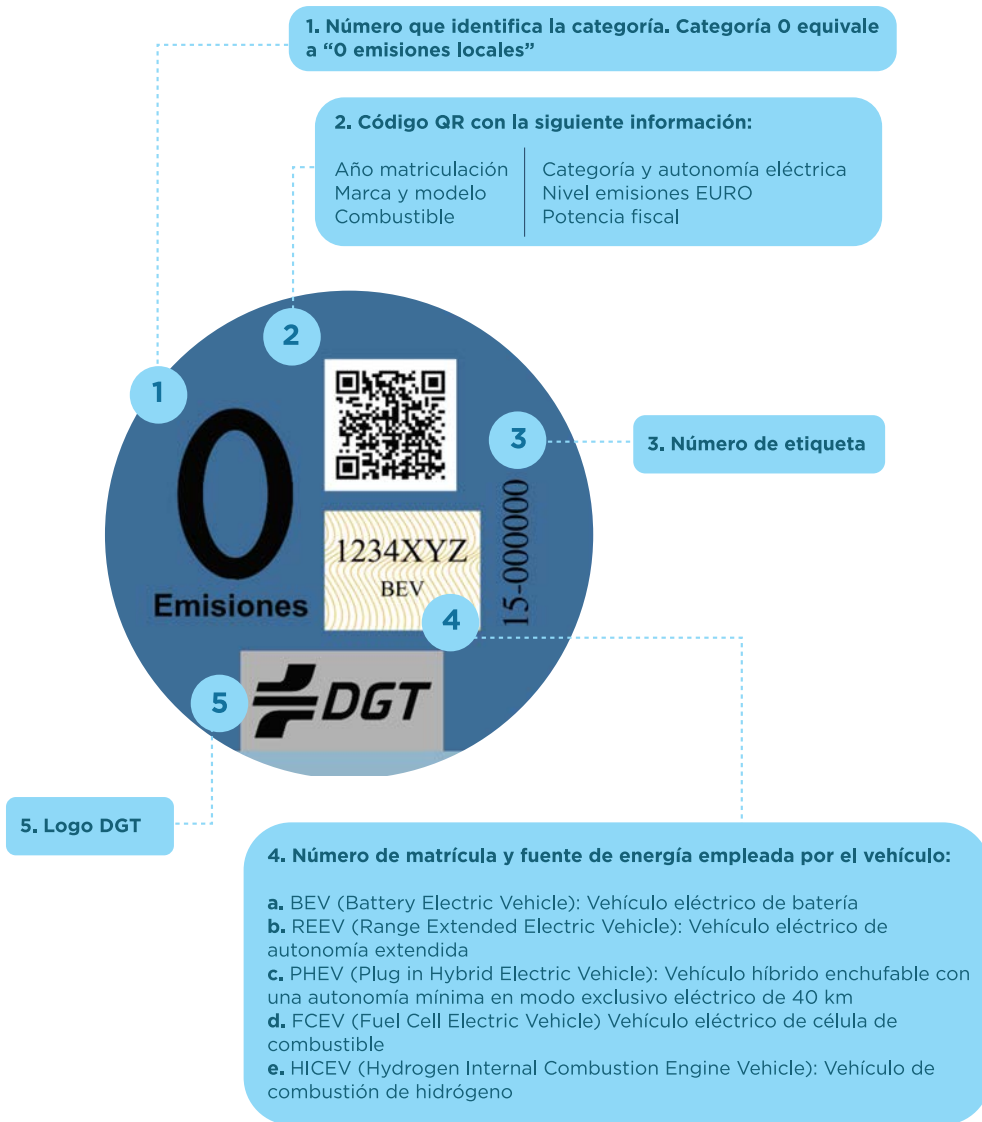 1. Número que identifica la categoría. Categoría 0 equivale
a “0 emisiones locales”
2. Código QR con la siguiente información:
Año matriculación
Marca y modelo
Combustible
Categoría y autonomía eléctrica
Nivel emisiones EURO
Potencia fiscal
2
1
3
3. Número de etiqueta
0
Emisiones
1234XYZ
BEV
15-000000
4
5
DGT
5. Logo DGT
4. Número de matrícula y fuente de energía empleada por el vehículo:
a. BEV (Battery Electric Vehicle): Vehículo eléctrico de batería
b. REEV (Range Extended Electric Vehicle): Vehículo eléctrico de
autonomía extendida
c. PHEV (Plug in Hybrid Electric Vehicle): Vehículo híbrido enchufable con
una autonomía mínima en modo exclusivo eléctrico de 40 km
d. FCEV (Fuel Cell Electric Vehicle) Vehículo eléctrico de célula de
combustible
e. HICEV (Hydrogen Internal Combustion Engine Vehicle): Vehículo de
combustión de hidrógeno